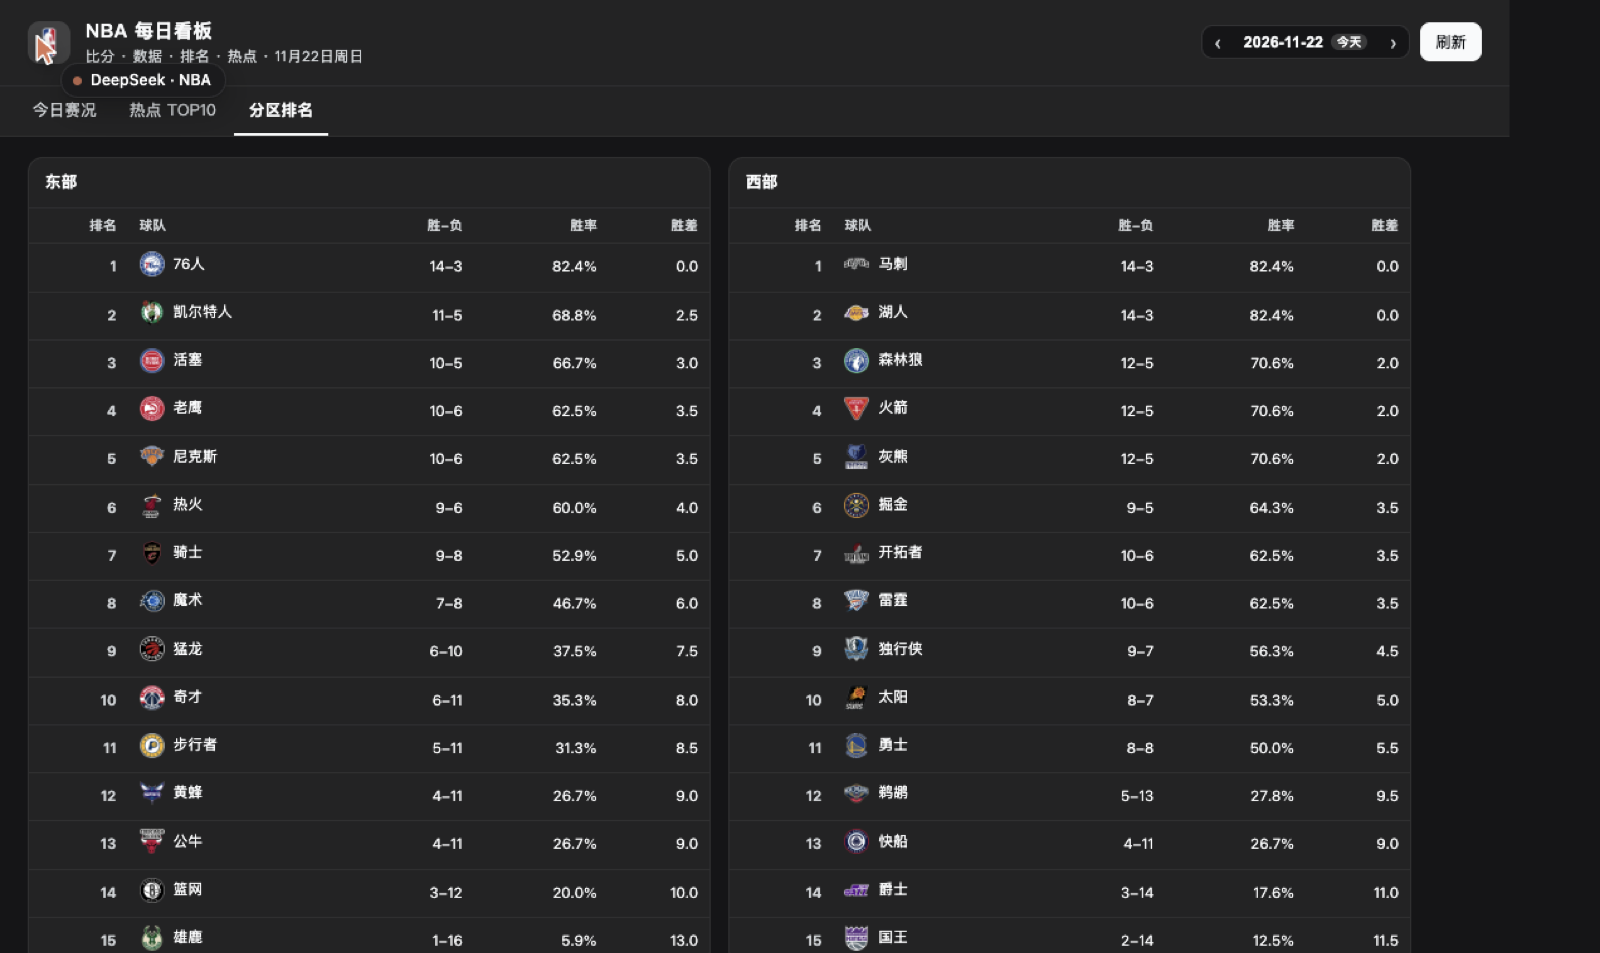 NBA 每日看板
比分 · 数据 · 排名 · 热点 · 11月22日周日
‹ 2026-11-22 今天 ›
刷新
DeepSeek · NBA
今日赛况 热点 TOP10 分区排名
东部
排名 球队 胜-负 胜率 胜差
1 76人 14–3 82.4% 0.0
2 凯尔特人 11–5 68.8% 2.5
3 活塞 10–5 66.7% 3.0
4 老鹰 10–6 62.5% 3.5
5 尼克斯 10–6 62.5% 3.5
6 热火 9–6 60.0% 4.0
7 骑士 9–8 52.9% 5.0
8 魔术 7–8 46.7% 6.0
9 猛龙 6–10 37.5% 7.5
10 奇才 6–11 35.3% 8.0
11 步行者 5–11 31.3% 8.5
12 黄蜂 4–11 26.7% 9.0
13 公牛 4–11 26.7% 9.0
14 篮网 3–12 20.0% 10.0
15 雄鹿 1–16 5.9% 13.0
西部
排名 球队 胜-负 胜率 胜差
1 马刺 14–3 82.4% 0.0
2 湖人 14–3 82.4% 0.0
3 森林狼 12–5 70.6% 2.0
4 火箭 12–5 70.6% 2.0
5 灰熊 12–5 70.6% 2.0
6 掘金 9–5 64.3% 3.5
7 开拓者 10–6 62.5% 3.5
8 雷霆 10–6 62.5% 3.5
9 独行侠 9–7 56.3% 4.5
10 太阳 8–7 53.3% 5.0
11 勇士 8–8 50.0% 5.5
12 鹈鹕 5–13 27.8% 9.5
13 快船 4–11 26.7% 9.0
14 爵士 3–14 17.6% 11.0
15 国王 2–14 12.5% 11.5